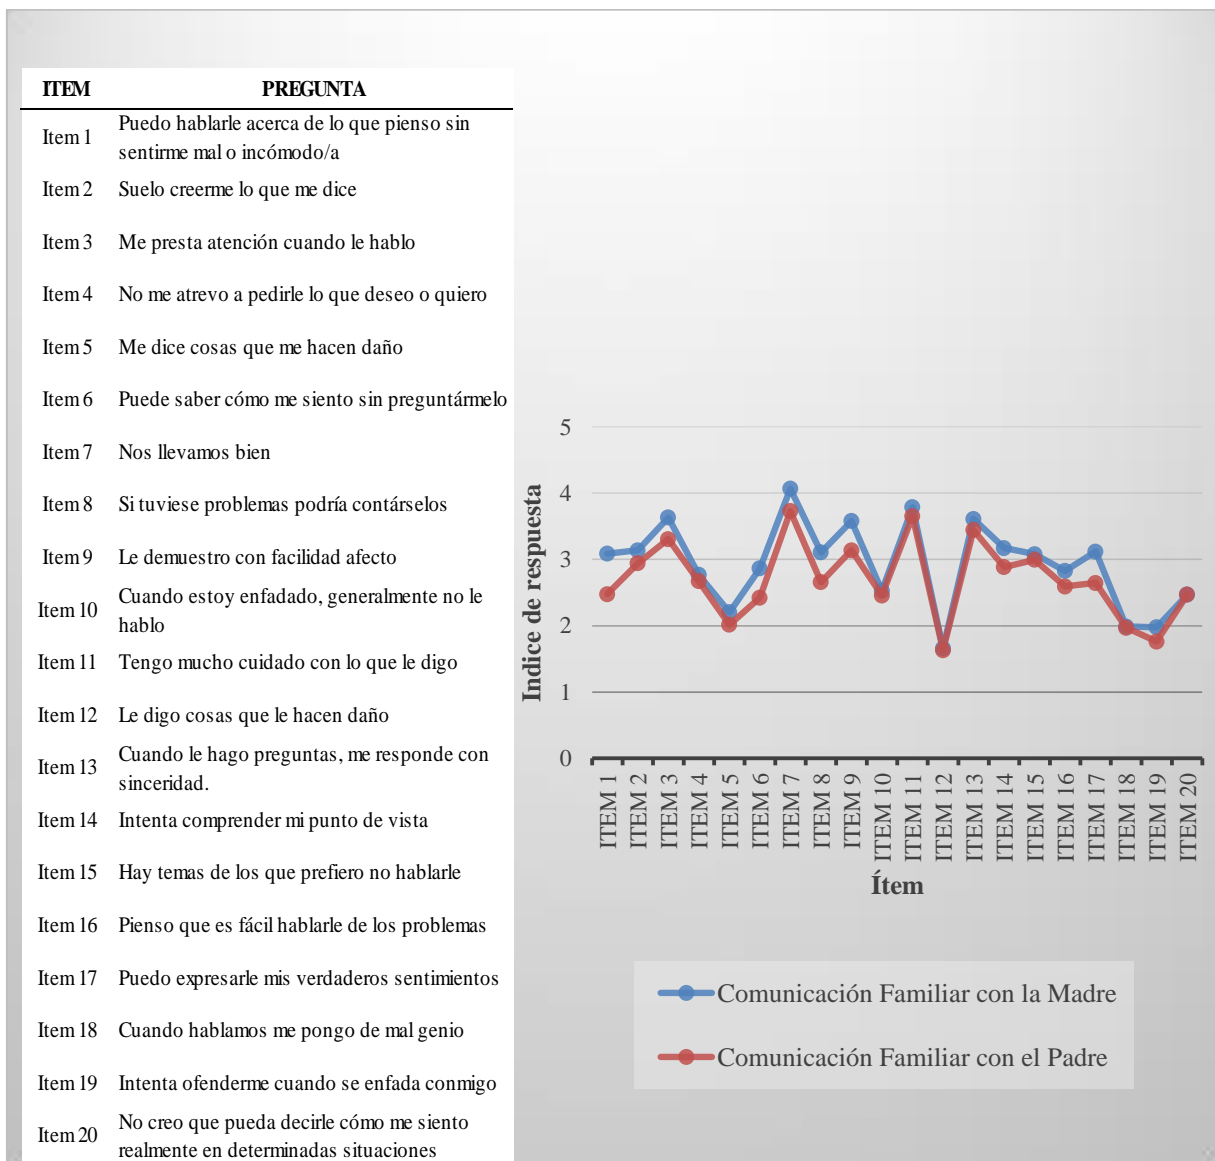 ITEM PREGUNTA
Item 1 Puedo hablarle acerca de lo que pienso sin
sentirme mal o incómodo/a
Item 2 Suelo creerme lo que me dice
Item 3 Me presta atención cuando le hablo
Item 4 No me atrevo a pedirle lo que deseo o quiero
Item 5 Me dice cosas que me hacen daño
Item 6 Puede saber cómo me siento sin preguntármelo
Item 7 Nos llevamos bien
Item 8 Si tuviese problemas podría contárselos
Item 9 Le demuestro con facilidad afecto
Item 10 Cuando estoy enfadado, generalmente no le
hablo
Item 11 Tengo mucho cuidado con lo que le digo
Item 12 Le digo cosas que le hacen daño
Item 13 Cuando le hago preguntas, me responde con
sinceridad.
Item 14 Intenta comprender mi punto de vista
Item 15 Hay temas de los que prefiero no hablarle
Item 16 Pienso que es fácil hablarle de los problemas
Item 17 Puedo expresarle mis verdaderos sentimientos
Item 18 Cuando hablamos me pongo de mal genio
Item 19 Intenta ofenderme cuando se enfada conmigo
Item 20 No creo que pueda decirle cómo me siento
realmente en determinadas situaciones
Indice de respuesta
5
4
3
2
1
0
ITEM 1
ITEM 2
ITEM 3
ITEM 4
ITEM 5
ITEM 6
ITEM 7
ITEM 8
ITEM 9
ITEM 10
ITEM 11
ITEM 12
ITEM 13
ITEM 14
ITEM 15
ITEM 16
ITEM 17
ITEM 18
ITEM 19
ITEM 20
Ítem
Comunicación Familiar con la Madre
Comunicación Familiar con el Padre